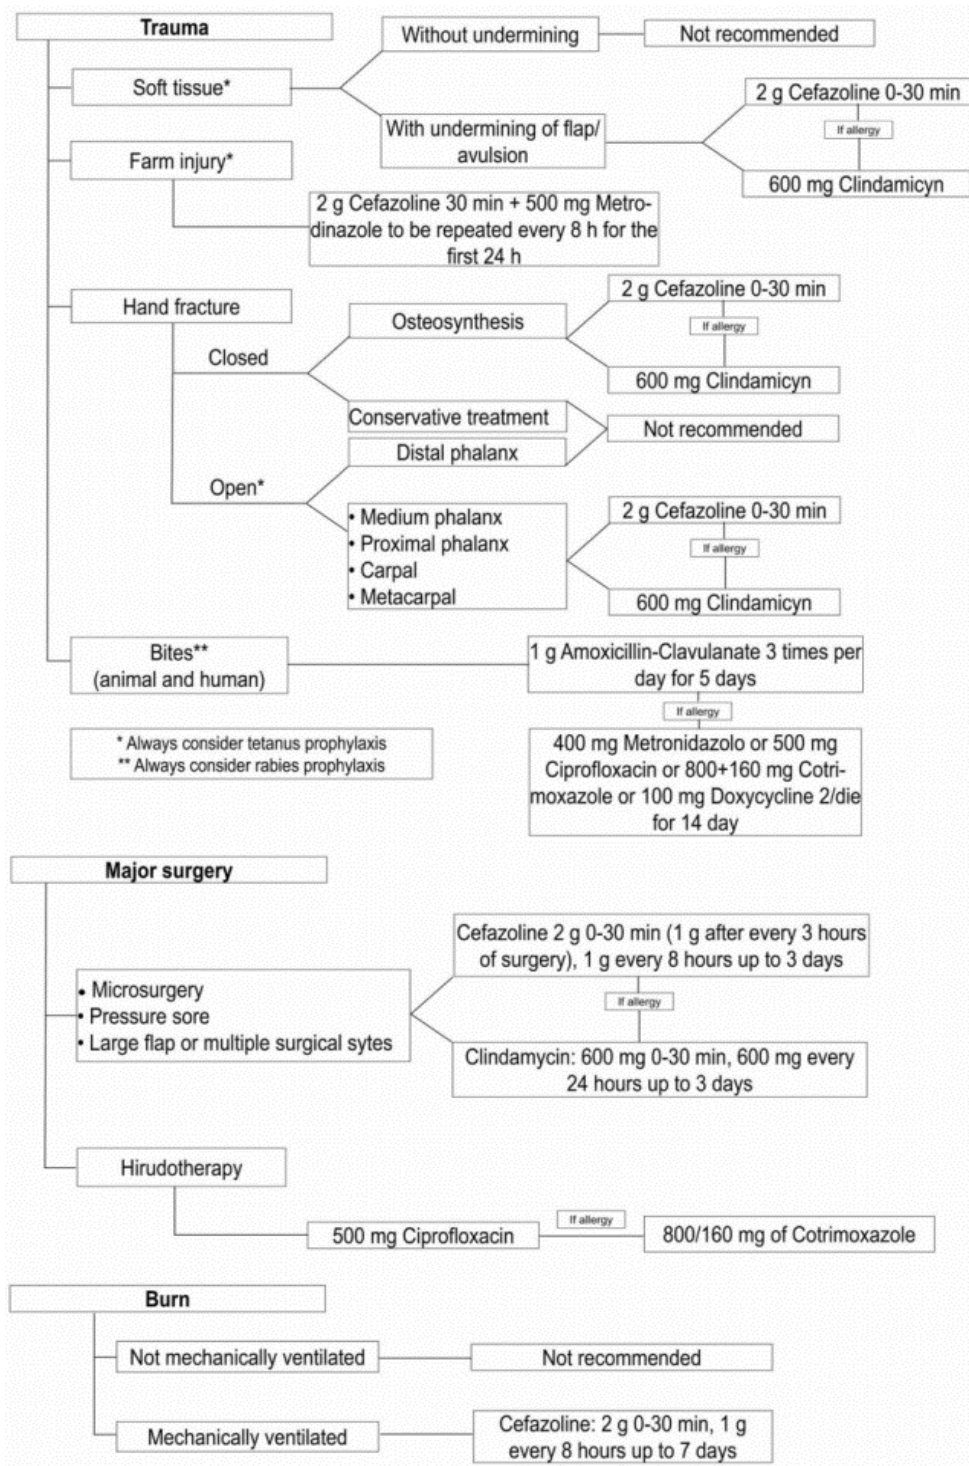 Trauma
Without undermining
Not recommended
Soft tissue*
2 g Cefazoline 0-30 min
If allergy
With undermining of flap/
avulsion
600 mg Clindamicyn
Farm injury*
2 g Cefazoline 30 min + 500 mg Metro-
dinazole to be repeated every 8 h for the
first 24 h
Hand fracture
2 g Cefazoline 0-30 min
Osteosynthesis
If allergy
Closed
600 mg Clindamicyn
Conservative treatment
Not recommended
Distal phalanx
Open*
• Medium phalanx
• Proximal phalanx
• Carpal
• Metacarpal
2 g Cefazoline 0-30 min
If allergy
600 mg Clindamicyn
Bites**
(animal and human)
1 g Amoxicillin-Clavulanate 3 times per
day for 5 days
If allergy
400 mg Metronidazolo or 500 mg
Ciprofloxacin or 800+160 mg Cotri-
moxazole or 100 mg Doxycycline 2/die
for 14 day
* Always consider tetanus prophylaxis
** Always consider rabies prophylaxis
Major surgery
• Microsurgery
• Pressure sore
• Large flap or multiple surgical sytes
Cefazoline 2 g 0-30 min (1 g after every 3 hours
of surgery), 1 g every 8 hours up to 3 days
If allergy
Clindamycin: 600 mg 0-30 min, 600 mg every
24 hours up to 3 days
Hirudotherapy
500 mg Ciprofloxacin
If allergy
800/160 mg of Cotrimoxazole
Burn
Not mechanically ventilated
Not recommended
Mechanically ventilated
Cefazoline: 2 g 0-30 min, 1 g
every 8 hours up to 7 days